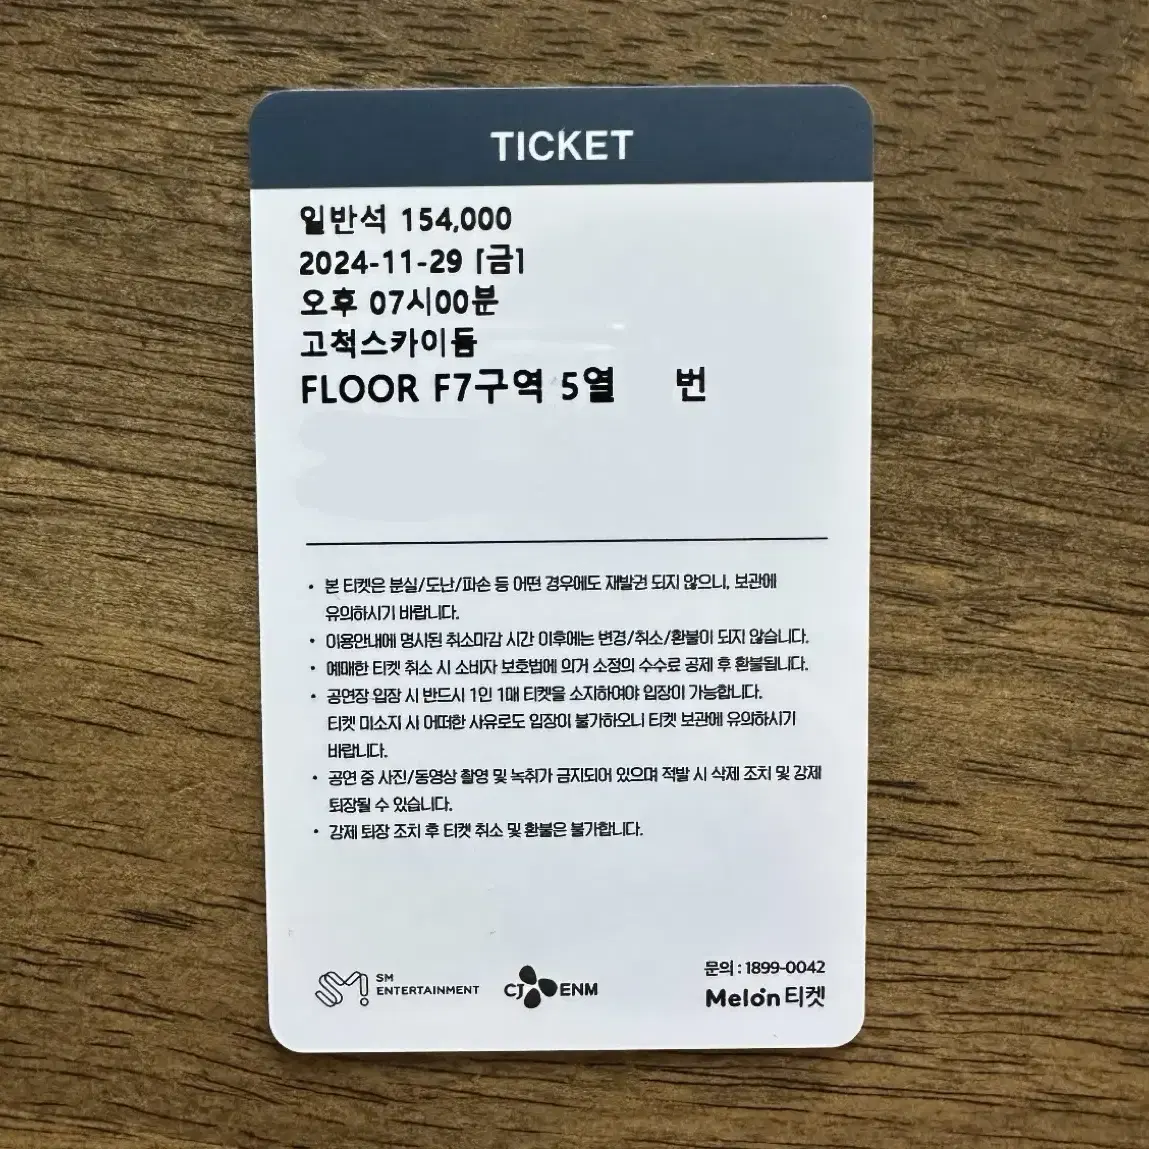 TICKET
일반석 154,000
2024-11-29 [금]
오후 07시00분
고척스카이돔
FLOOR F7구역 5열 번
• 본 티켓은 분실/도난/파손 등 어떤 경우에도 재발견 되지 않으니, 보관에
유의하시기 바랍니다.
• 이용안내에 명시된 취소마감 시간 이후에는 변경/취소/환불이 되지 않습니다.
• 예매한 티켓 취소 시 소비자 보호법에 의거 소정의 수수료 공제 후 환불됩니다.
• 공연장 입장 시 반드시 1인 1매 티켓을 소지하여야 입장이 가능합니다.
티켓 미소지 시 어떠한 사유로도 입장이 불가하오니 티켓 보관에 유의하시기
바랍니다.
• 공연 중 사진/동영상 촬영 및 녹취가 금지되어 있으며 적발 시 삭제 조치 및 강제
퇴장될 수 있습니다.
• 강제 퇴장 조치 후 티켓 취소 및 환불은 불가합니다.
SM
ENTERTAINMENT
CJ ENM
문의 : 1899-0042
Melon티켓